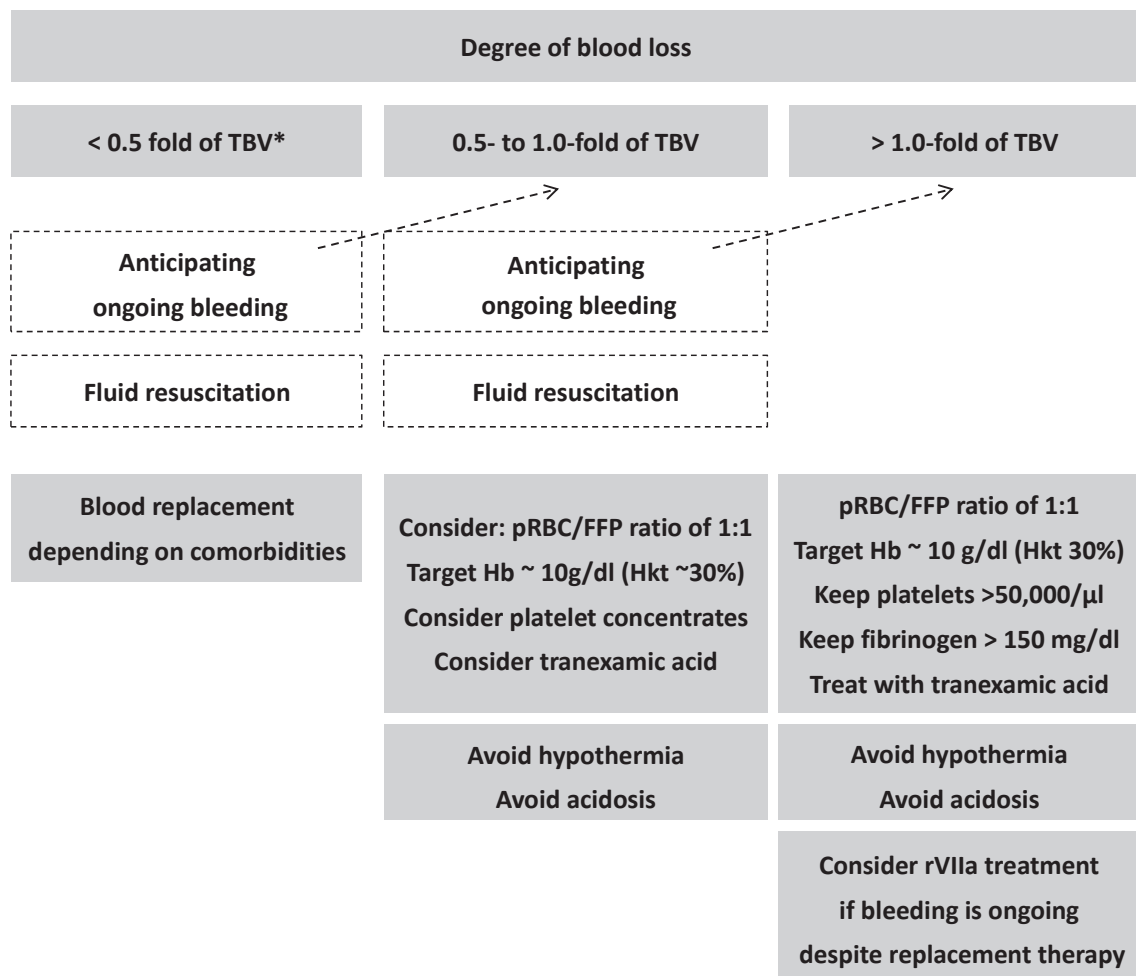 Degree of blood loss
< 0.5 fold of TBV*
0.5- to 1.0-fold of TBV
> 1.0-fold of TBV
Anticipating
ongoing bleeding
Anticipating
ongoing bleeding
Fluid resuscitation
Fluid resuscitation
Blood replacement
depending on comorbidities
Consider: pRBC/FFP ratio of 1:1
Target Hb ~ 10g/dl (Hkt ~30%)
Consider platelet concentrates
Consider tranexamic acid
pRBC/FFP ratio of 1:1
Target Hb ~ 10 g/dl (Hkt 30%)
Keep platelets >50,000/µl
Keep fibrinogen > 150 mg/dl
Treat with tranexamic acid
Avoid hypothermia
Avoid acidosis
Avoid hypothermia
Avoid acidosis
Consider rVIIa treatment
if bleeding is ongoing
despite replacement therapy